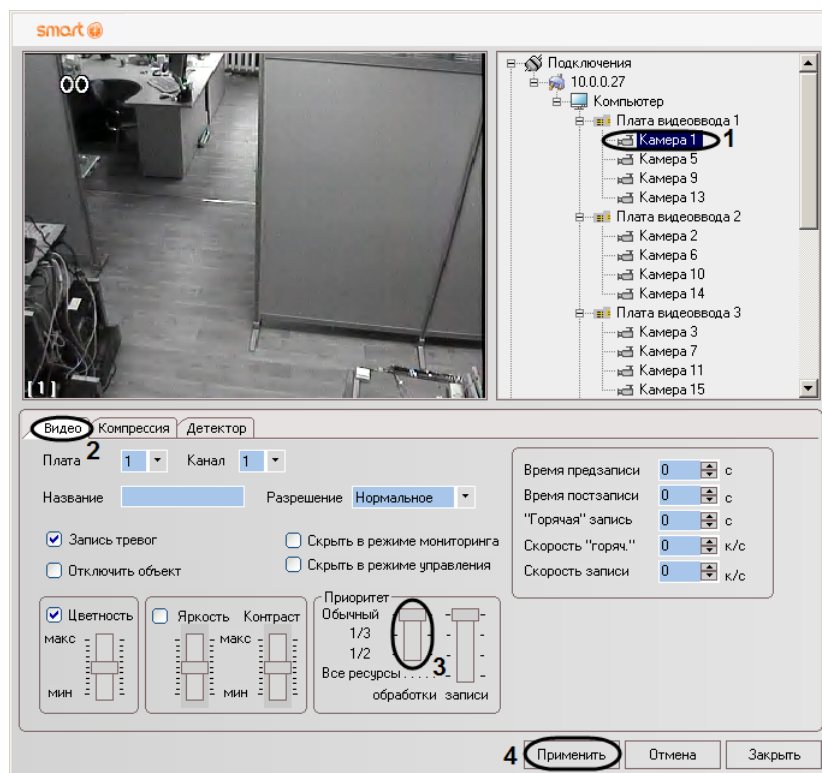 smart
00
[1]
Подключения
10.0.0.27
Компьютер
Плата видеоввода 1
Камера 1 1
Камера 5
Камера 9
Камера 13
Плата видеоввода 2
Камера 2
Камера 6
Камера 10
Камера 14
Плата видеоввода 3
Камера 3
Камера 7
Камера 11
Камера 15
Видео Компрессия Детектор
2
Плата 1 Канал 1
Название Разрешение Нормальное
Запись тревог Скрыть в режиме мониторинга
Отключить объект Скрыть в режиме управления
Время предзаписи 0 с
Время постзаписи 0 с
"Горячая" запись 0 с
Скорость "горяч." 0 к/с
Скорость записи 0 к/с
Цветность
макс
мин
Яркость Контраст
макс
мин
Приоритет
Обычный
1/3
1/2
Все ресурсы . . . . .
3
обработки записи
4 Применить Отмена Закрыть